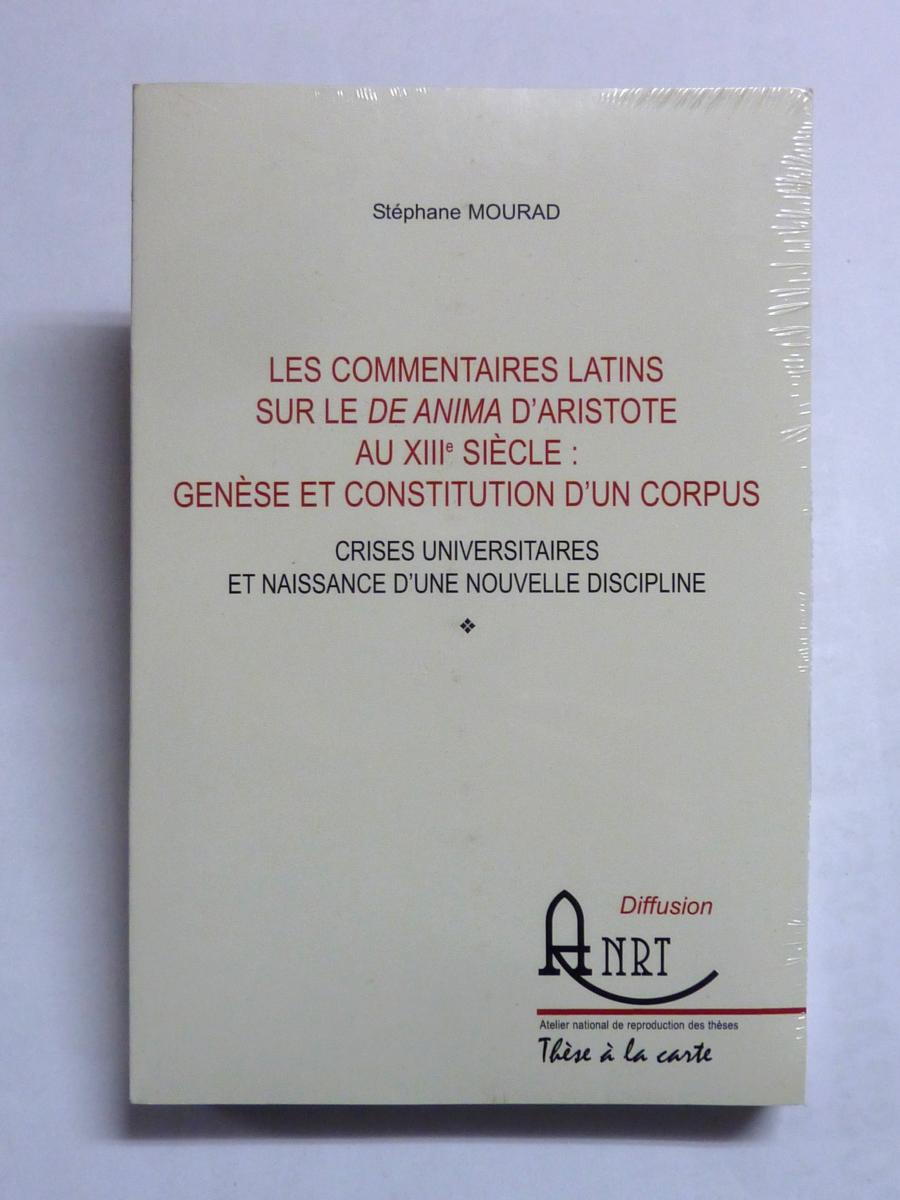 Stéphane MOURAD
LES COMMENTAIRES LATINS
SUR LE DE ANIMA D'ARISTOTE
AU XIIIe SIÈCLE :
GENÈSE ET CONSTITUTION D'UN CORPUS
CRISES UNIVERSITAIRES
ET NAISSANCE D'UNE NOUVELLE DISCIPLINE
Diffusion
ANRT
Atelier national de reproduction des thèses
Thèse à la carte